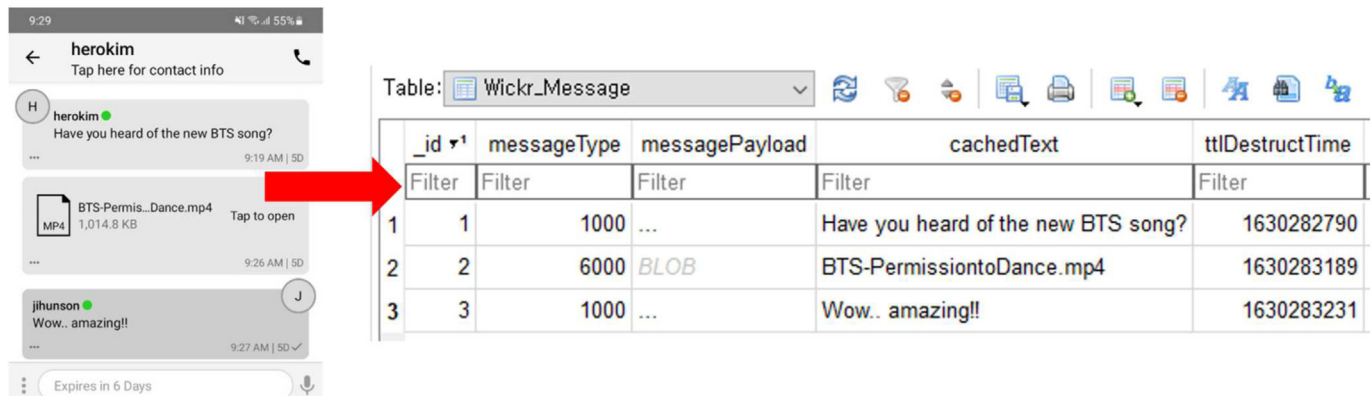 9:29 55%
herokim
Tap here for contact info
H
herokim
Have you heard of the new BTS song?
... 9:19 AM | 5D
MP4
BTS-Permis...Dance.mp4 Tap to open
1,014.8 KB
... 9:26 AM | 5D
J
jihunson
Wow.. amazing!!
... 9:27 AM | 5D✓
Expires in 6 Days
Table: Wickr_Message
_id messageType messagePayload cachedText ttlDestructTime
Filter Filter Filter Filter Filter
1 1 1000 ... Have you heard of the new BTS song? 1630282790
2 2 6000 BLOB BTS-PermissiontoDance.mp4 1630283189
3 3 1000 ... Wow.. amazing!! 1630283231